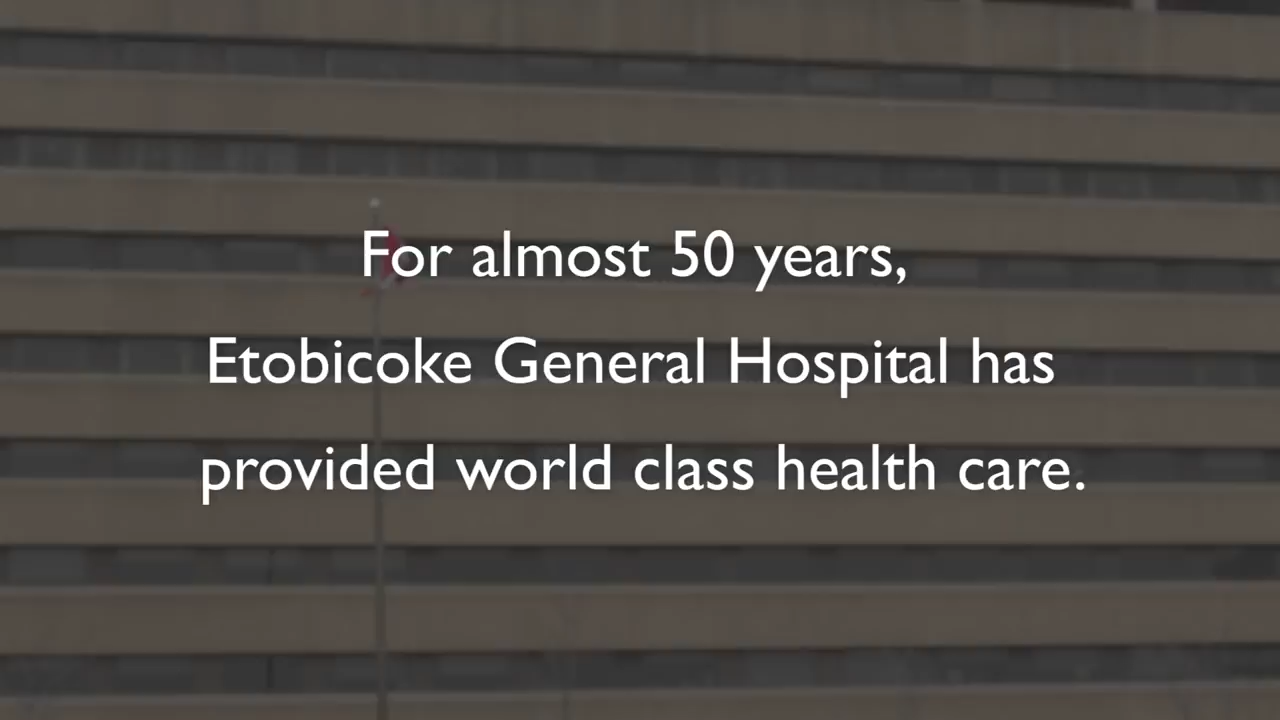 For almost 50 years,
Etobicoke General Hospital has
provided world class health care.